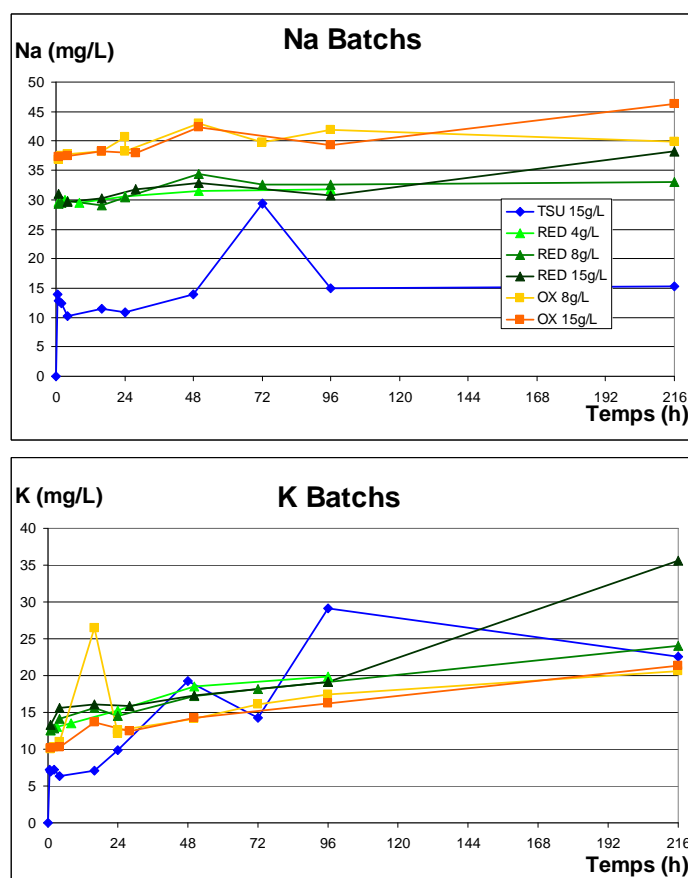 Na Batchs
Na (mg/L)
50
45
40
35
30
25
20
15
10
5
0
TSU 15g/L
RED 4g/L
RED 8g/L
RED 15g/L
OX 8g/L
OX 15g/L
0 24 48 72 96 120 144 168 192 216
Temps (h)
K Batchs
K (mg/L)
40
35
30
25
20
15
10
5
0
0 24 48 72 96 120 144 168 192 216
Temps (h)